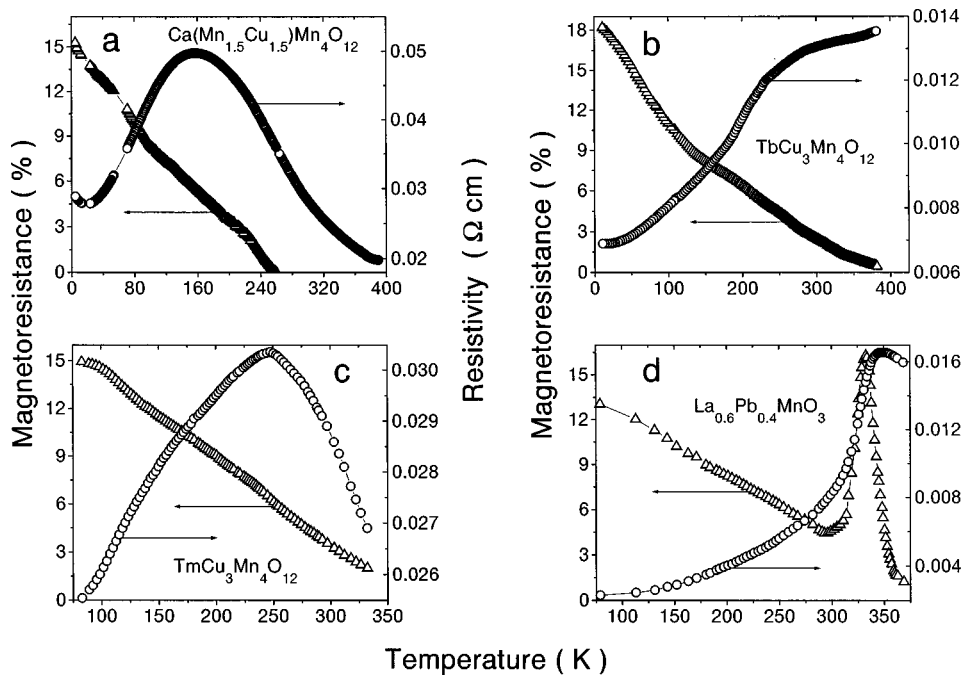 a
Ca(Mn1.5Cu1.5)Mn4O12
15
12
9
6
3
0
0.05
0.04
0.03
0.02
0 80 160 240 320 400
b
TbCu3Mn4O12
18
15
12
9
6
3
0
0.014
0.012
0.010
0.008
0.006
0 100 200 300 400
Magnetoresistance ( % )
Resistivity ( Ω cm )
Magnetoresistance ( % )
c
TmCu3Mn4O12
15
12
9
6
3
0
0.030
0.029
0.028
0.027
0.026
100 150 200 250 300 350
d
La0.6Pb0.4MnO3
15
12
9
6
3
0
0.016
0.012
0.008
0.004
100 150 200 250 300 350
Temperature ( K )